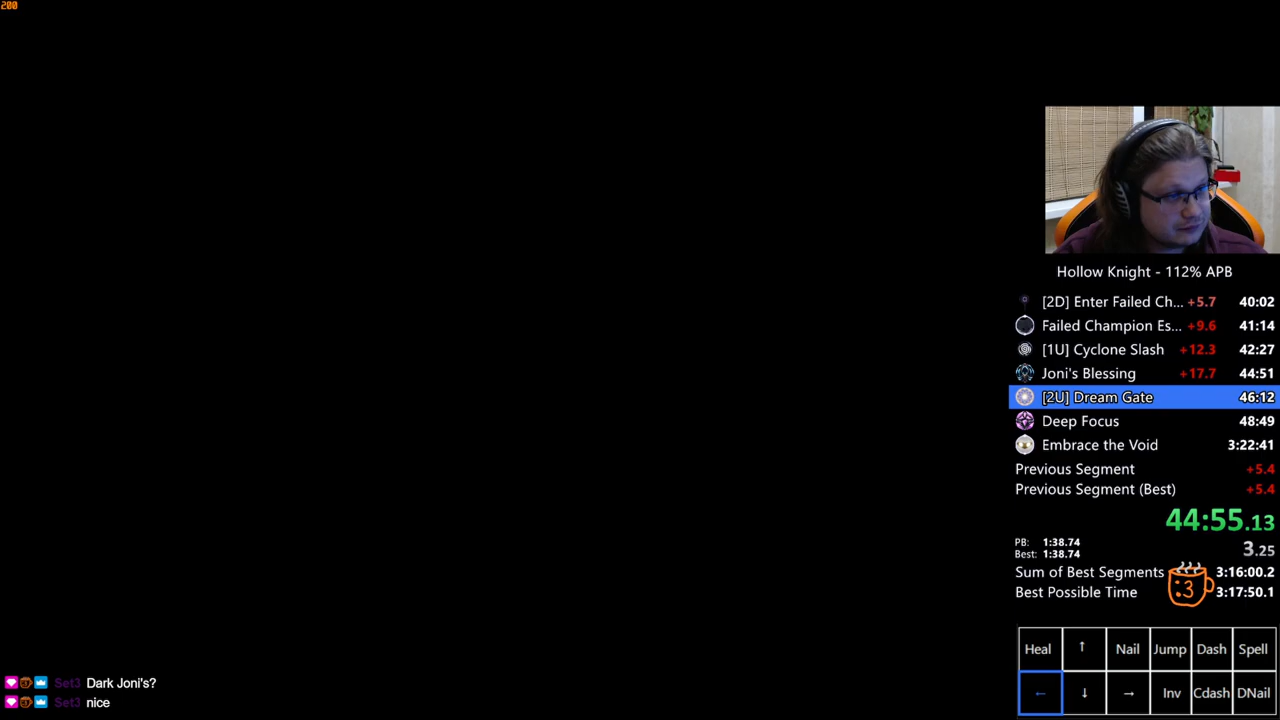 200
Hollow Knight - 112% APB
[2D] Enter Failed Ch... +5.7 40:02
Failed Champion Es... +9.6 41:14
[1U] Cyclone Slash +12.3 42:27
Joni's Blessing +17.7 44:51
[2U] Dream Gate 46:12
Deep Focus 48:49
Embrace the Void 3:22:41
Previous Segment +5.4
Previous Segment (Best) +5.4
44:55.13
PB: 1:38.74 3.25
Best: 1:38.74
Sum of Best Segments 3:16:00.2
Best Possible Time 3:17:50.1
:3
Heal ↑ Nail Jump Dash Spell
← ↓ → Inv Cdash DNail
Set3 Dark Joni's?
Set3 nice